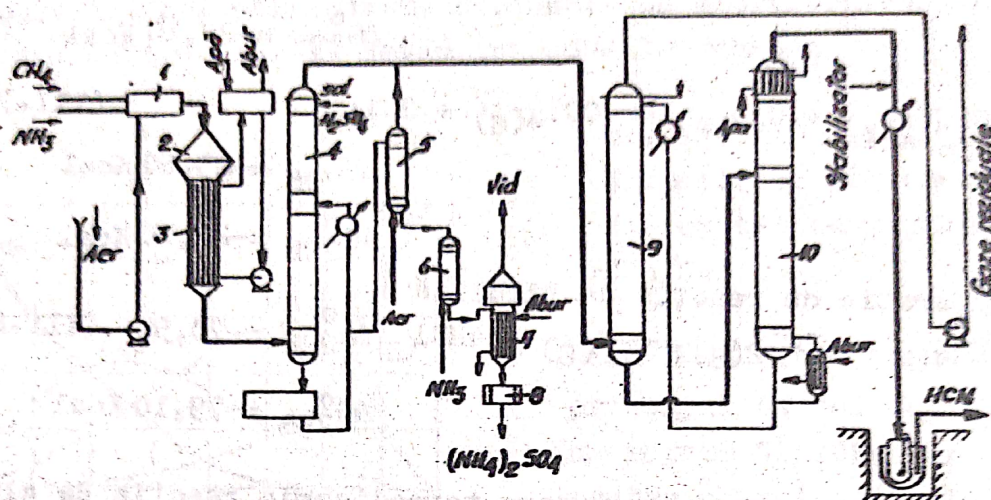 CH4
NH3
1
2
3
Aer
Apă
Abur
sol
H2SO4
4
5
Aer
6
NH3
Vid
Abur
7
8
(NH4)2SO4
9
Apă
10
Stabilizator
Abur
HCN
Gaze reziduale